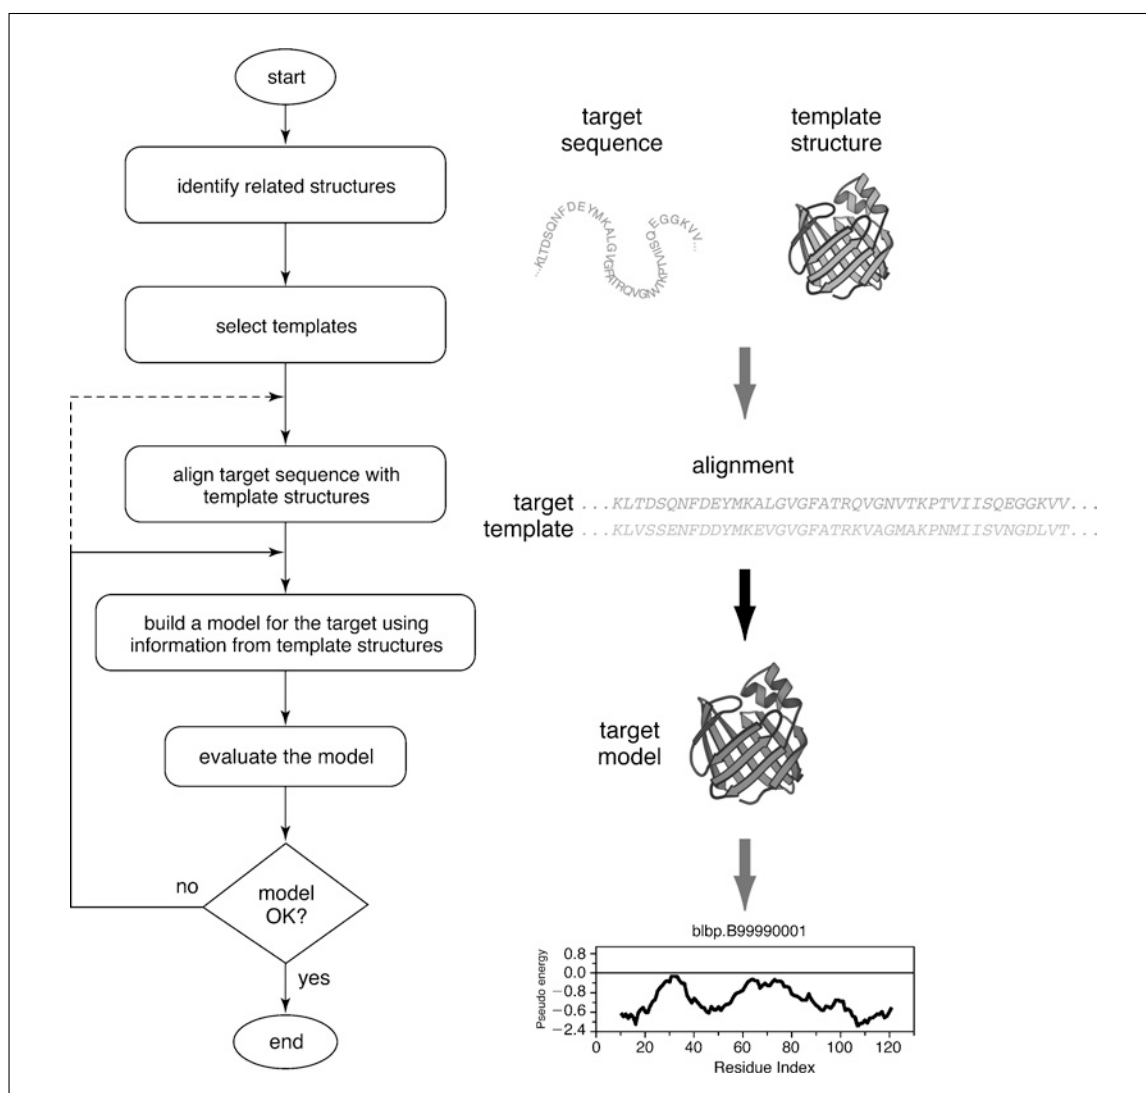 start
identify related structures
select templates
align target sequence with
template structures
build a model for the target using
information from template structures
evaluate the model
model
OK?
no
yes
end
target
sequence
template
structure
...KLTDSQNFDEYMKALGVGFATRQVGNVTKPTVIISQEGGKVV...
alignment
target ...KLTDSQNFDEYMKALGVGFATRQVGNVTKPTVIISQEGGKVV...
template ...KLVSSENFDDYMKEVGVGFATRKVAGMAKPNMIISVNGDLVT...
target
model
blbp.B99990001
Pseudo energy
0.8
0.0
−0.8
−0.6
−2.4
0 20 40 60 80 100 120
Residue Index